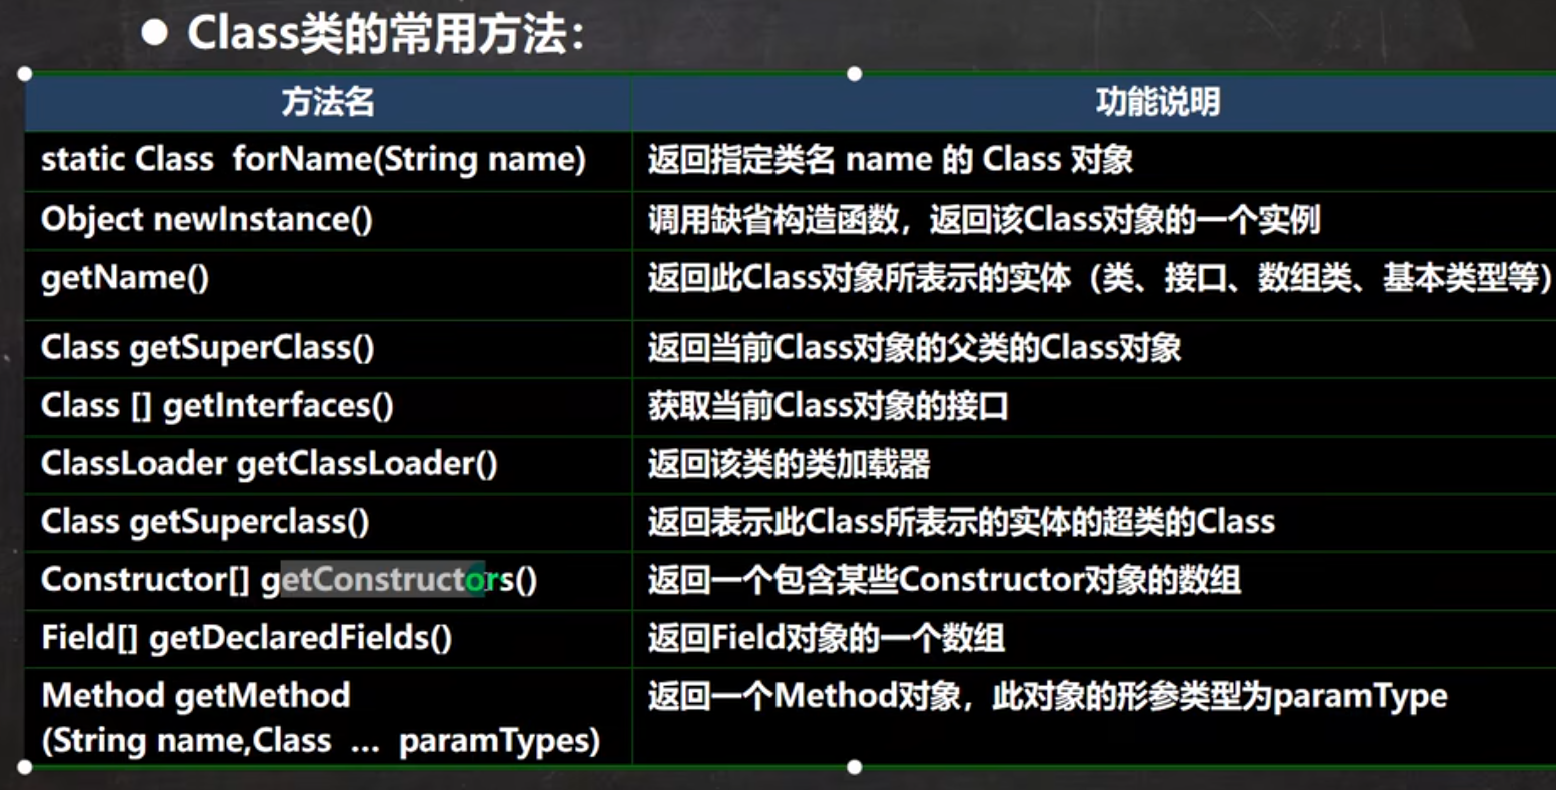 ● Class类的常用方法：
方法名 功能说明
static Class forName(String name) 返回指定类名 name 的 Class 对象
Object newInstance() 调用缺省构造函数，返回该Class对象的一个实例
getName() 返回此Class对象所表示的实体（类、接口、数组类、基本类型等）
Class getSuperClass() 返回当前Class对象的父类的Class对象
Class [] getInterfaces() 获取当前Class对象的接口
ClassLoader getClassLoader() 返回该类的类加载器
Class getSuperclass() 返回表示此Class所表示的实体的超类的Class
Constructor[] getConstructors() 返回一个包含某些Constructor对象的数组
Field[] getDeclaredFields() 返回Field对象的一个数组
Method getMethod 返回一个Method对象，此对象的形参类型为paramType
(String name,Class … paramTypes)